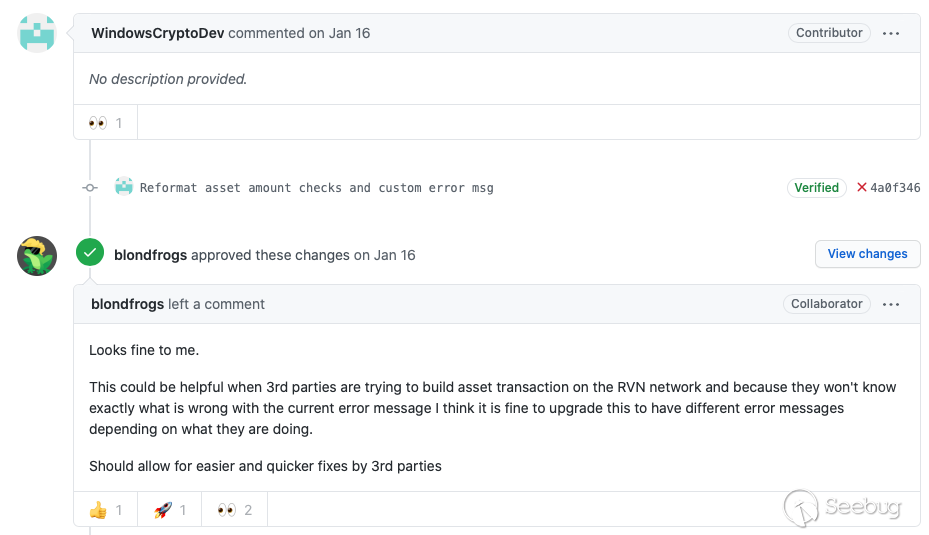 WindowsCryptoDev commented on Jan 16
Contributor
No description provided.
1
Reformat asset amount checks and custom error msg
Verified
4a0f346
blondfrogs approved these changes on Jan 16
View changes
blondfrogs left a comment
Collaborator
Looks fine to me.
This could be helpful when 3rd parties are trying to build asset transaction on the RVN network and because they won't know
exactly what is wrong with the current error message I think it is fine to upgrade this to have different error messages
depending on what they are doing.
Should allow for easier and quicker fixes by 3rd parties
1
1
2
Seebug